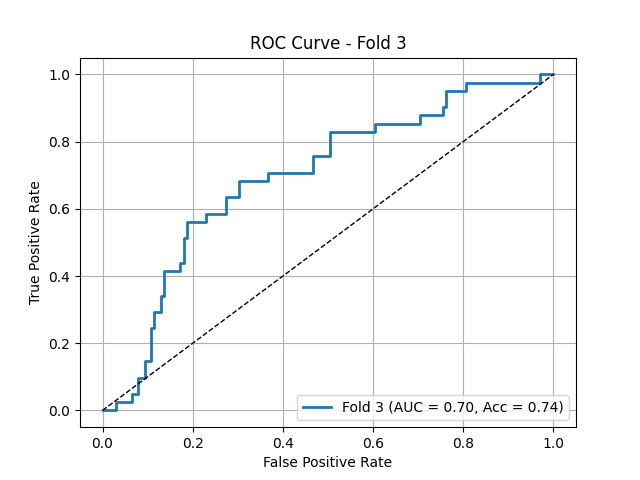 ROC Curve - Fold 3
True Positive Rate
1.0
0.8
0.6
0.4
0.2
0.0
Fold 3 (AUC = 0.70, Acc = 0.74)
0.0 0.2 0.4 0.6 0.8 1.0
False Positive Rate